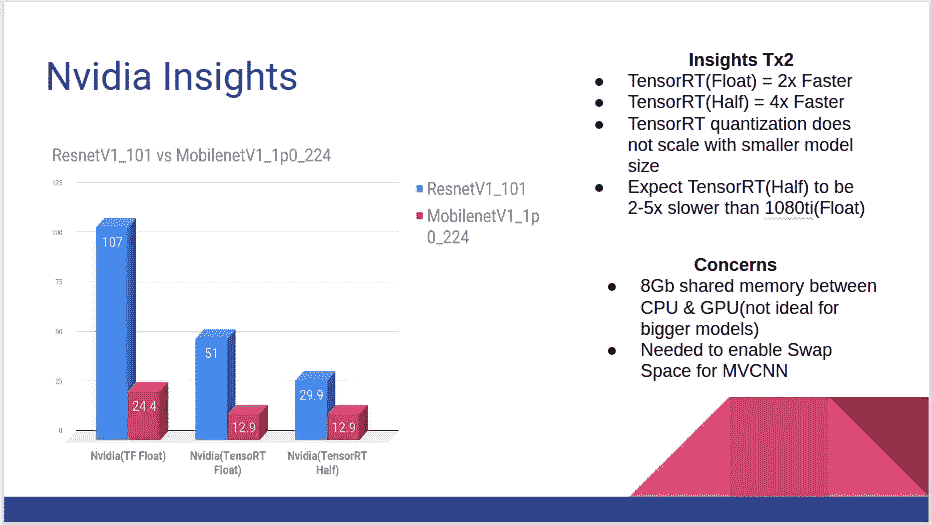 Nvidia Insights
ResnetV1_101 vs MobilenetV1_1p0_224
125
100
75
50
25
0
107
24.4
51
12.9
29.9
12.9
Nvidia(TF Float)
Nvidia(TensoRT
Float)
Nvidia(TensorRT
Half)
ResnetV1_101
MobilenetV1_1p
0_224
Insights Tx2
● TensorRT(Float) = 2x Faster
● TensorRT(Half) = 4x Faster
● TensorRT quantization does
not scale with smaller model
size
● Expect TensorRT(Half) to be
2-5x slower than 1080ti(Float)
Concerns
● 8Gb shared memory between
CPU & GPU(not ideal for
bigger models)
● Needed to enable Swap
Space for MVCNN